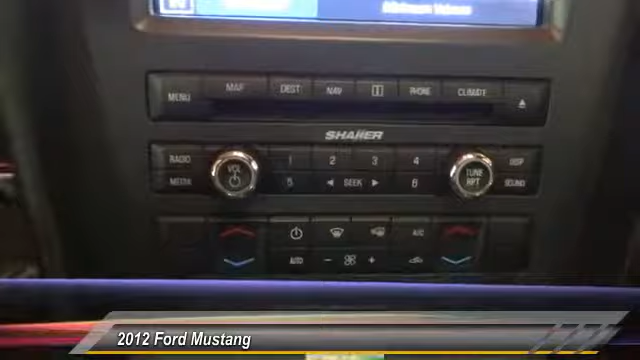 MENU MAP DEST NAV i PHONE CLIMATE
SHAKER
RADIO VOL 1 2 3 4 TUNE DISP
MEDIA 5 SEEK 6 RPT SOUND
A/C
AUTO - +
2012 Ford Mustang